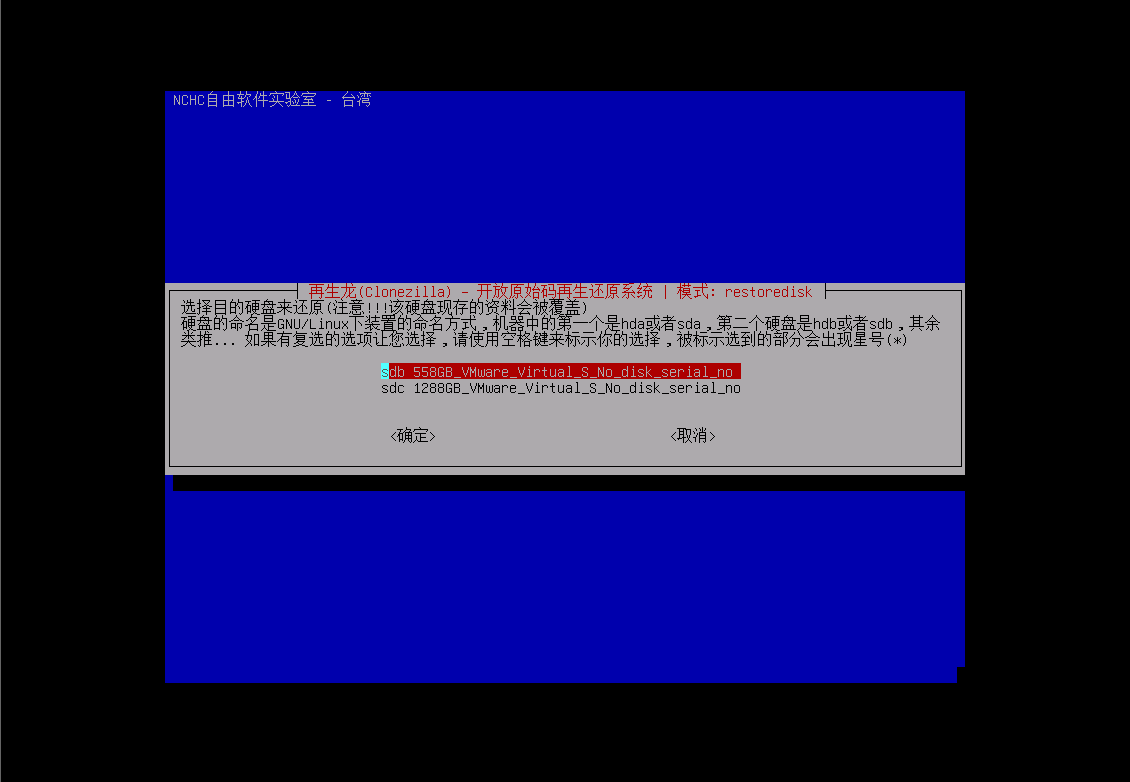 NCHC自由软件实验室 - 台湾
再生龙(Clonezilla) - 开放原始码再生还原系统 | 模式: restoredisk
选择目的硬盘来还原(注意!!!该硬盘现存的资料会被覆盖)
硬盘的命名是GNU/Linux下装置的命名方式,机器中的第一个是hda或者sda ,第二个硬盘是hdb或者sdb ,其余
类推... 如果有复选的选项让您选择,请使用空格键来标示你的选择,被标示选到的部分会出现星号(*)
sdb 558GB_VMware_Virtual_S_No_disk_serial_no
sdc 1288GB_VMware_Virtual_S_No_disk_serial_no
<确定> <取消>